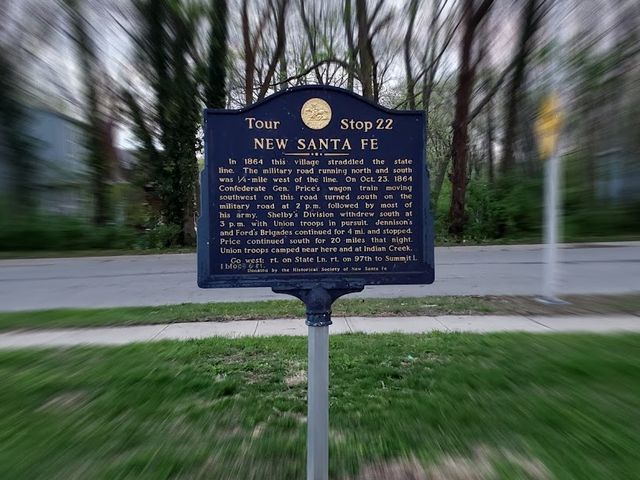 Tour Stop 22
NEW SANTA FE
In 1864 this village straddled the state
line. The military road running north and south
was ¼-mile west of the line. On Oct. 23, 1864
Confederate Gen. Price's wagon train moving
southwest on this road turned south on the
military road at 2 p.m. followed by most of
his army. Shelby's Division withdrew south at
3 p.m. with Union troops in pursuit. Jennison's
and Ford's Brigades continued for 4 mi. and stopped.
Price continued south for 20 miles that night.
Union troops camped near here and at Indian Creek.
Go west: rt. on State Ln. rt. on 97th to Summit L
1 block
Donated by the Historical Society of New Santa Fe